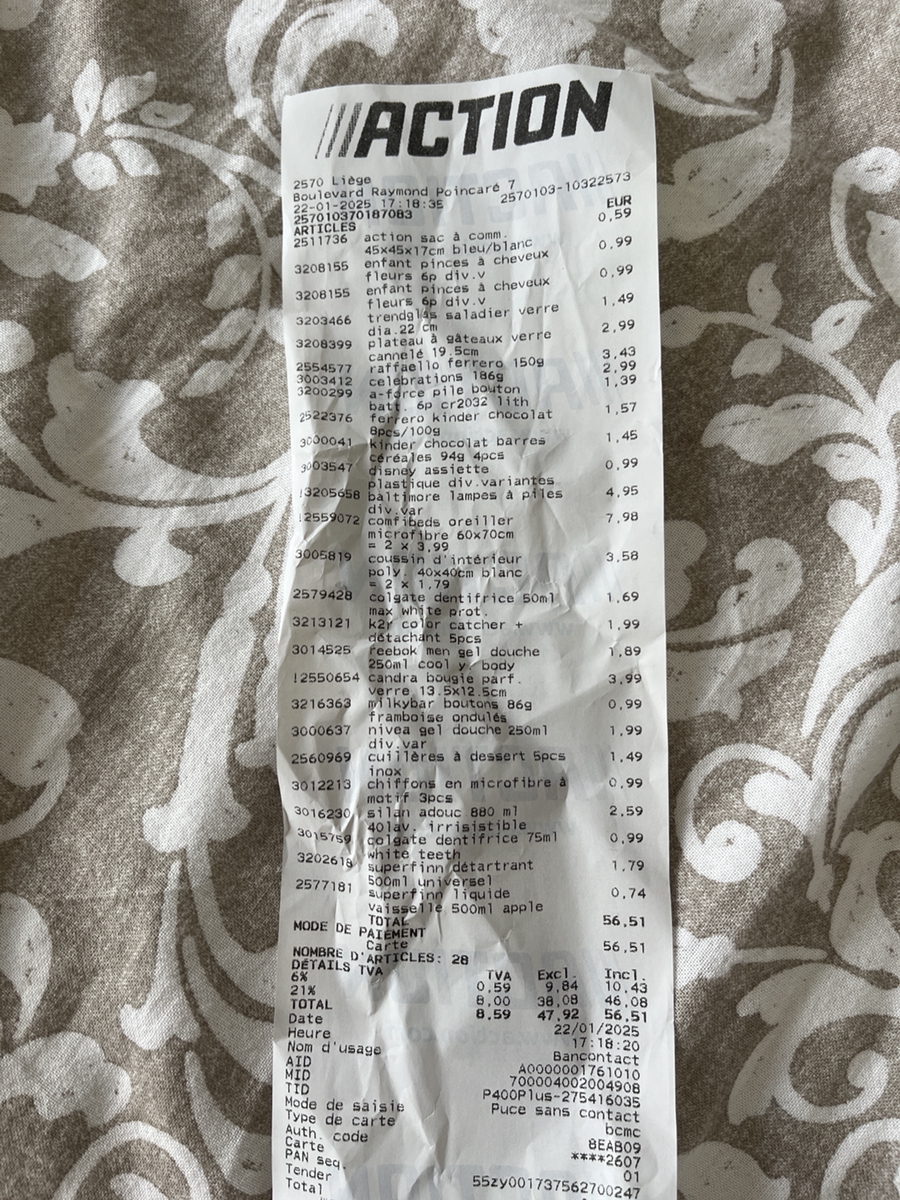 ///ACTION
2570 Liège
Boulevard Raymond Poincaré 7
22-01-2025 17:18:35 2570103-10322573
257010370187083 EUR
ARTICLES
2511736 action sac à comm. 0,59
45x45x17cm bleu/blanc
3208155 enfant pinces à cheveux 0,99
fleurs 6p div.v
3208155 enfant pinces à cheveux 0,99
fleurs 6p div.v
3203466 trendglas saladier verre 1,49
dia.22 cm
3208399 plateau à gâteaux verre 2,99
cannelé 19.5cm
2554577 raffaello ferrero 150g 3,43
3003412 celebrations 186g 2,99
3200299 a-force pile bouton 1,39
batt. 6p cr2032 lith
2522376 ferrero kinder chocolat 1,57
8pcs/100g
3000041 kinder chocolat barres 1,45
céréales 94g 4pcs
3003547 disney assiette 0,99
plastique div.variantes
!3205658 baltimore lampes à piles 4,95
div.var
!2559072 comfibeds oreiller 7,98
microfibre 60x70cm
= 2 x 3,99
3005819 coussin d'intérieur 3,58
poly. 40x40cm blanc
= 2 x 1,79
2579428 colgate dentifrice 50ml 1,69
max white prot.
3213121 k2r color catcher + 1,99
détachant 5pcs
3014525 reebok men gel douche 1,89
250ml cool y. body
!2550654 candra bougie parf. 3,99
verre 13.5x12.5cm
3216363 milkybar boutons 86g 0,99
framboise ondulés
3000637 nivea gel douche 250ml 1,99
div.var
2560969 cuillères à dessert 5pcs 1,49
inox
3012213 chiffons en microfibre à 0,99
motif 3pcs
3016230 silan adouc 880 ml 2,59
40lav. irrisistible
3015759 colgate dentifrice 75ml 0,99
white teeth
3202618 superfinn détartrant 1,79
500ml universel
2577181 superfinn liquide 0,74
vaisselle 500ml apple
TOTAL 56,51
MODE DE PAIEMENT
Carte 56,51
NOMBRE D'ARTICLES: 28
DÉTAILS TVA TVA Excl. Incl.
6% 0,59 9,84 10,43
21% 8,00 38,08 46,08
TOTAL 8,59 47,92 56,51
Date 22/01/2025
Heure 17:18:20
Nom d'usage Bancontact
AID A0000001761010
MID 700004002004908
TID P400Plus-275416035
Mode de saisie Puce sans contact
Type de carte bcmc
Auth. code 8EAB09
Carte ****2607
PAN seq. 01
Tender 55zy001737562700247
Total